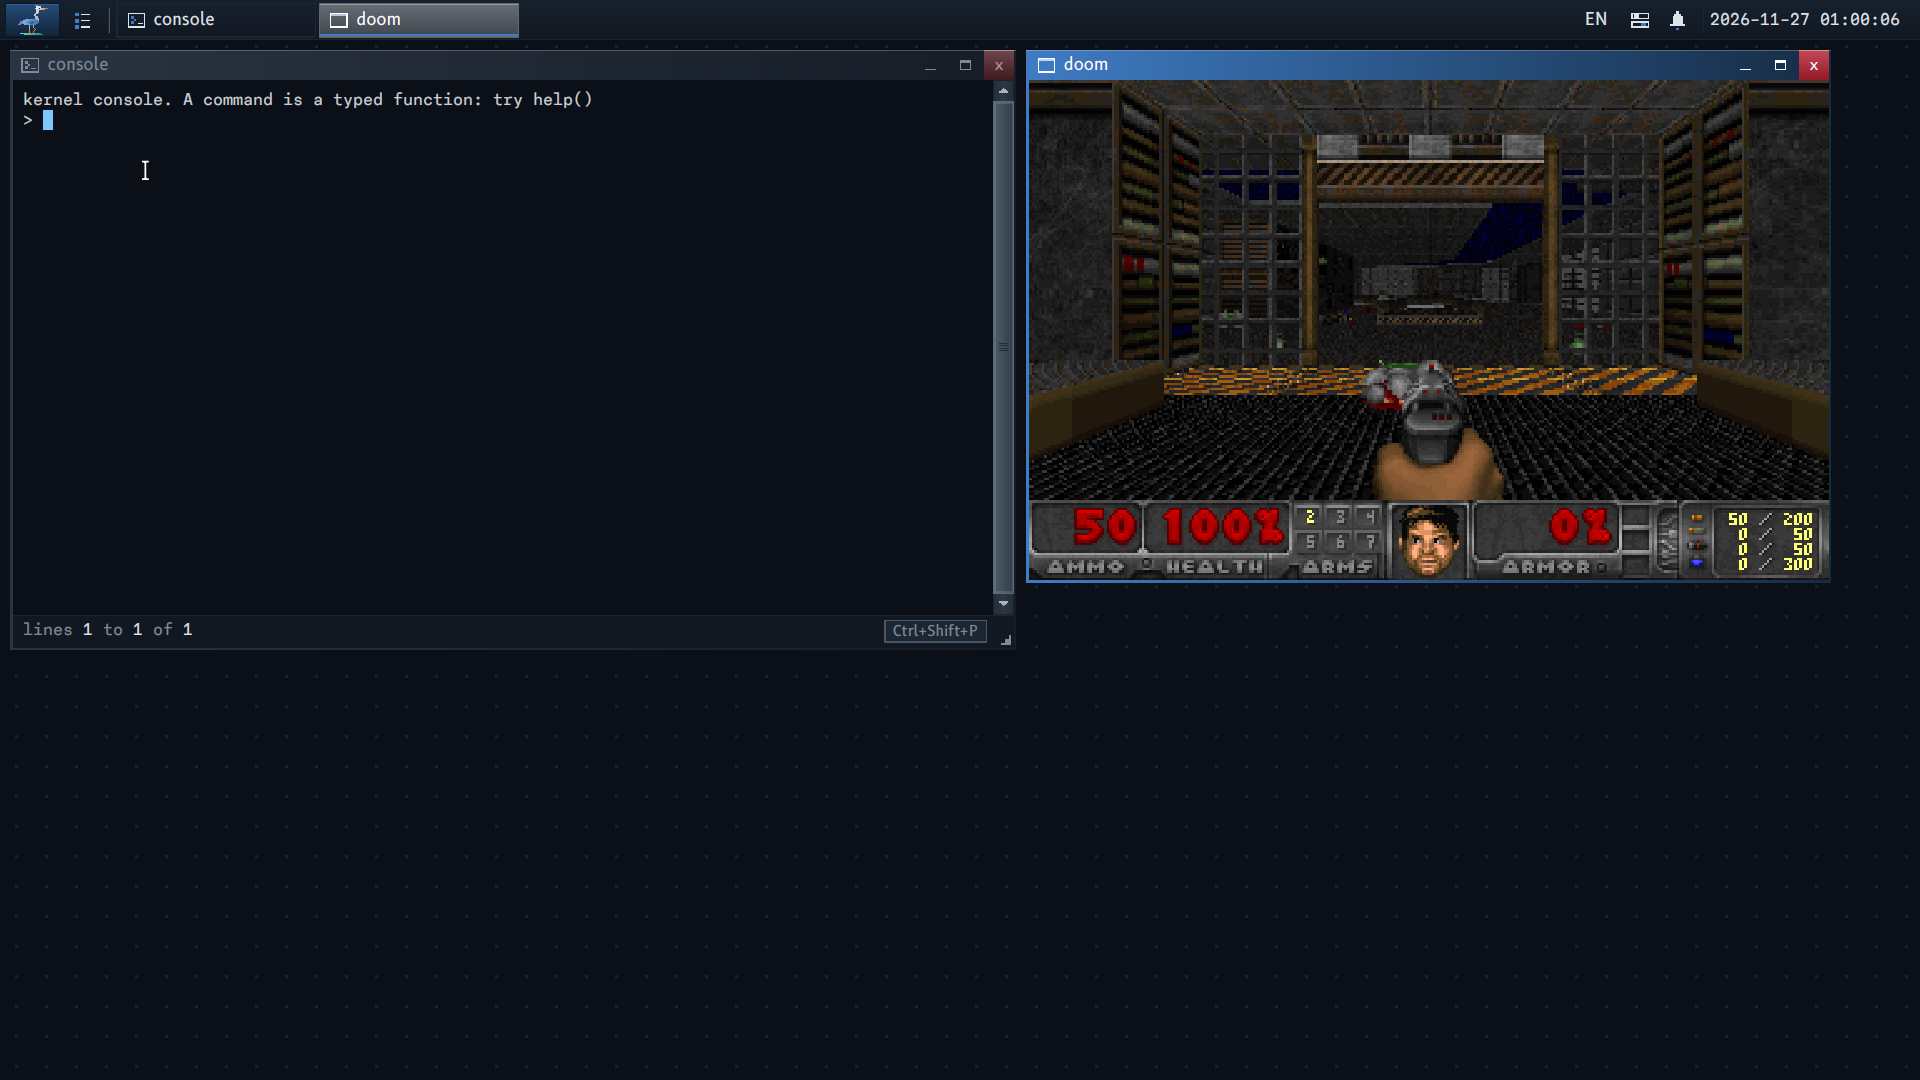 console
doom
EN
2026-11-27 01:00:06
console
x
kernel console. A command is a typed function: try help()
>
lines 1 to 1 of 1
Ctrl+Shift+P
doom
x
50 100% 2 3 4 0% 50 / 200
5 6 7 0 / 50
0 / 50
AMMO HEALTH ARMS ARMOR 0 / 300